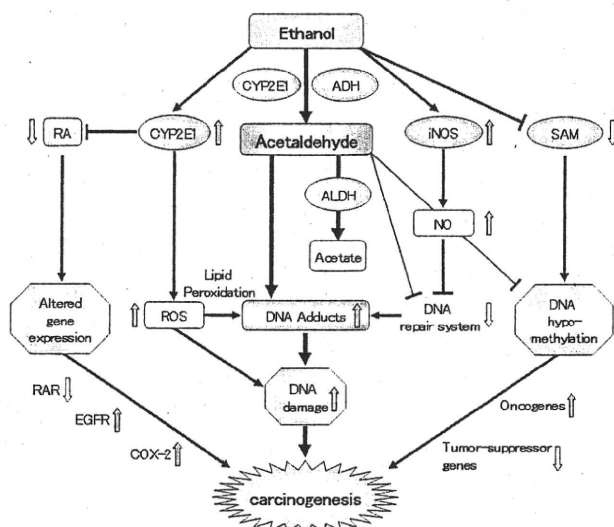 Ethanol
CYP2E1
ADH
RA
CYP2E1
Acetaldehyde
iNOS
SAM
ALDH
NO
Acetate
Lipid
Peroxidation
Altered
gene
expression
ROS
DNA Adducts
DNA
repair system
DNA
hypo-
methylation
RAR
EGFR
COX-2
DNA
damage
Oncogenes
Tumor-suppressor
genes
carcinogenesis